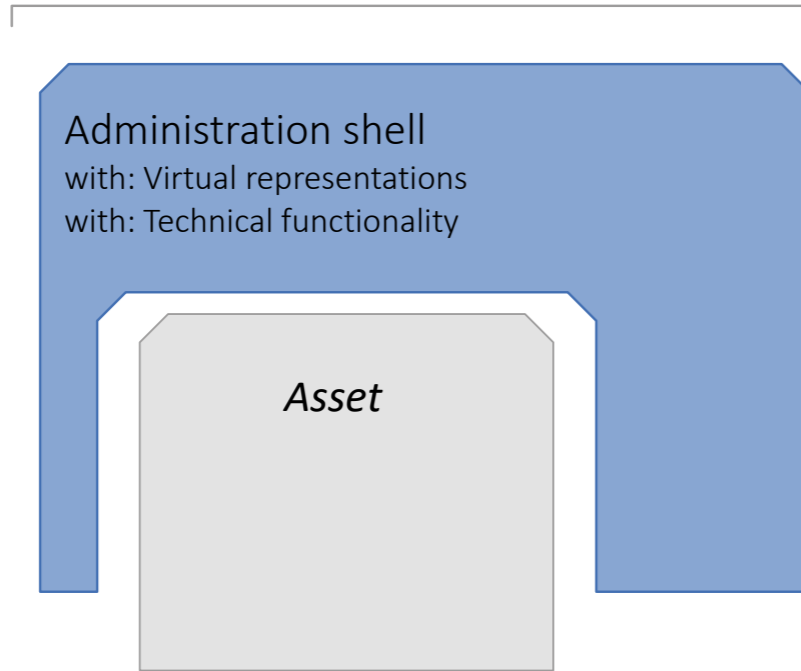 Administration shell
with: Virtual representations
with: Technical functionality
Asset